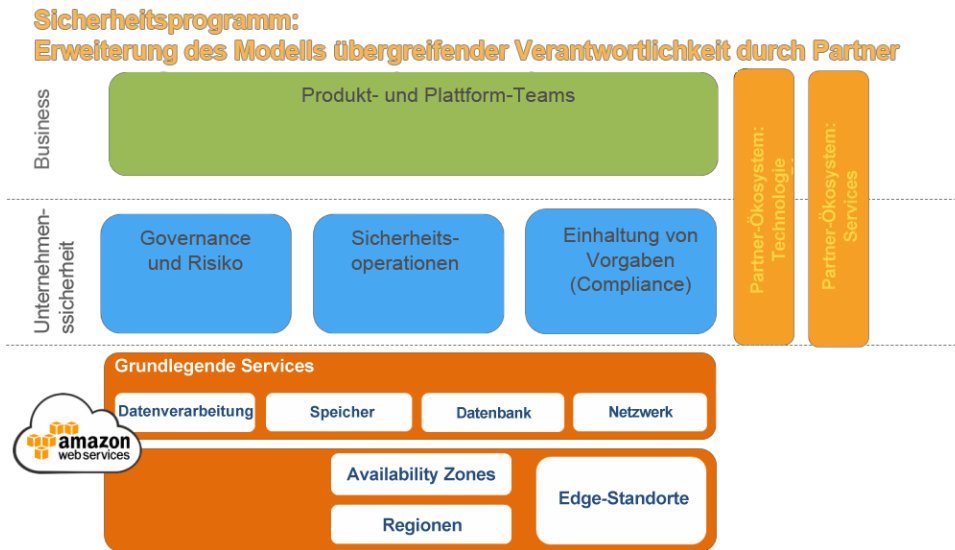 Sicherheitsprogramm:
Erweiterung des Modells übergreifender Verantwortlichkeit durch Partner
Business
Produkt- und Plattform-Teams
Partner-Ökosystem:
Technologie
Partner-Ökosystem:
Services
Unternehmen-
ssicherheit
Governance
und Risiko
Sicherheits-
operationen
Einhaltung von
Vorgaben
(Compliance)
Grundlegende Services
Datenverarbeitung
Speicher
Datenbank
Netzwerk
amazon
web services
Availability Zones
Regionen
Edge-Standorte